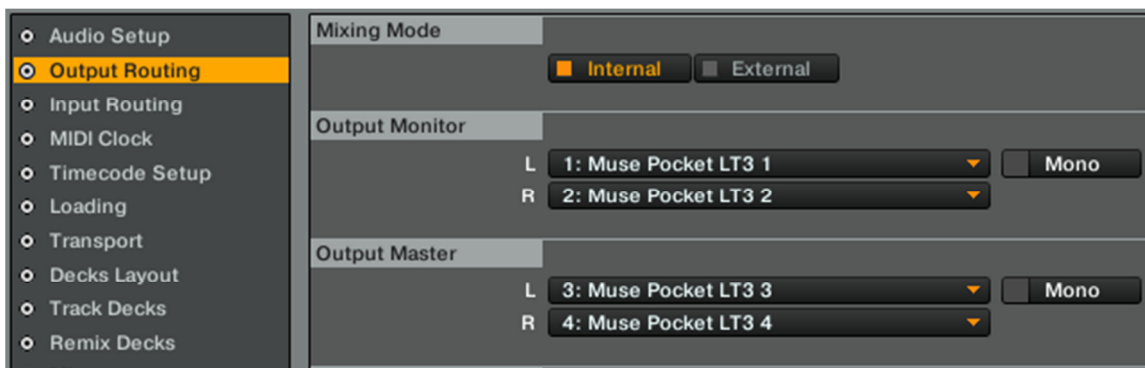 Audio Setup
Output Routing
Input Routing
MIDI Clock
Timecode Setup
Loading
Transport
Decks Layout
Track Decks
Remix Decks
Mixing Mode
Internal External
Output Monitor
L 1: Muse Pocket LT3 1 Mono
R 2: Muse Pocket LT3 2
Output Master
L 3: Muse Pocket LT3 3 Mono
R 4: Muse Pocket LT3 4